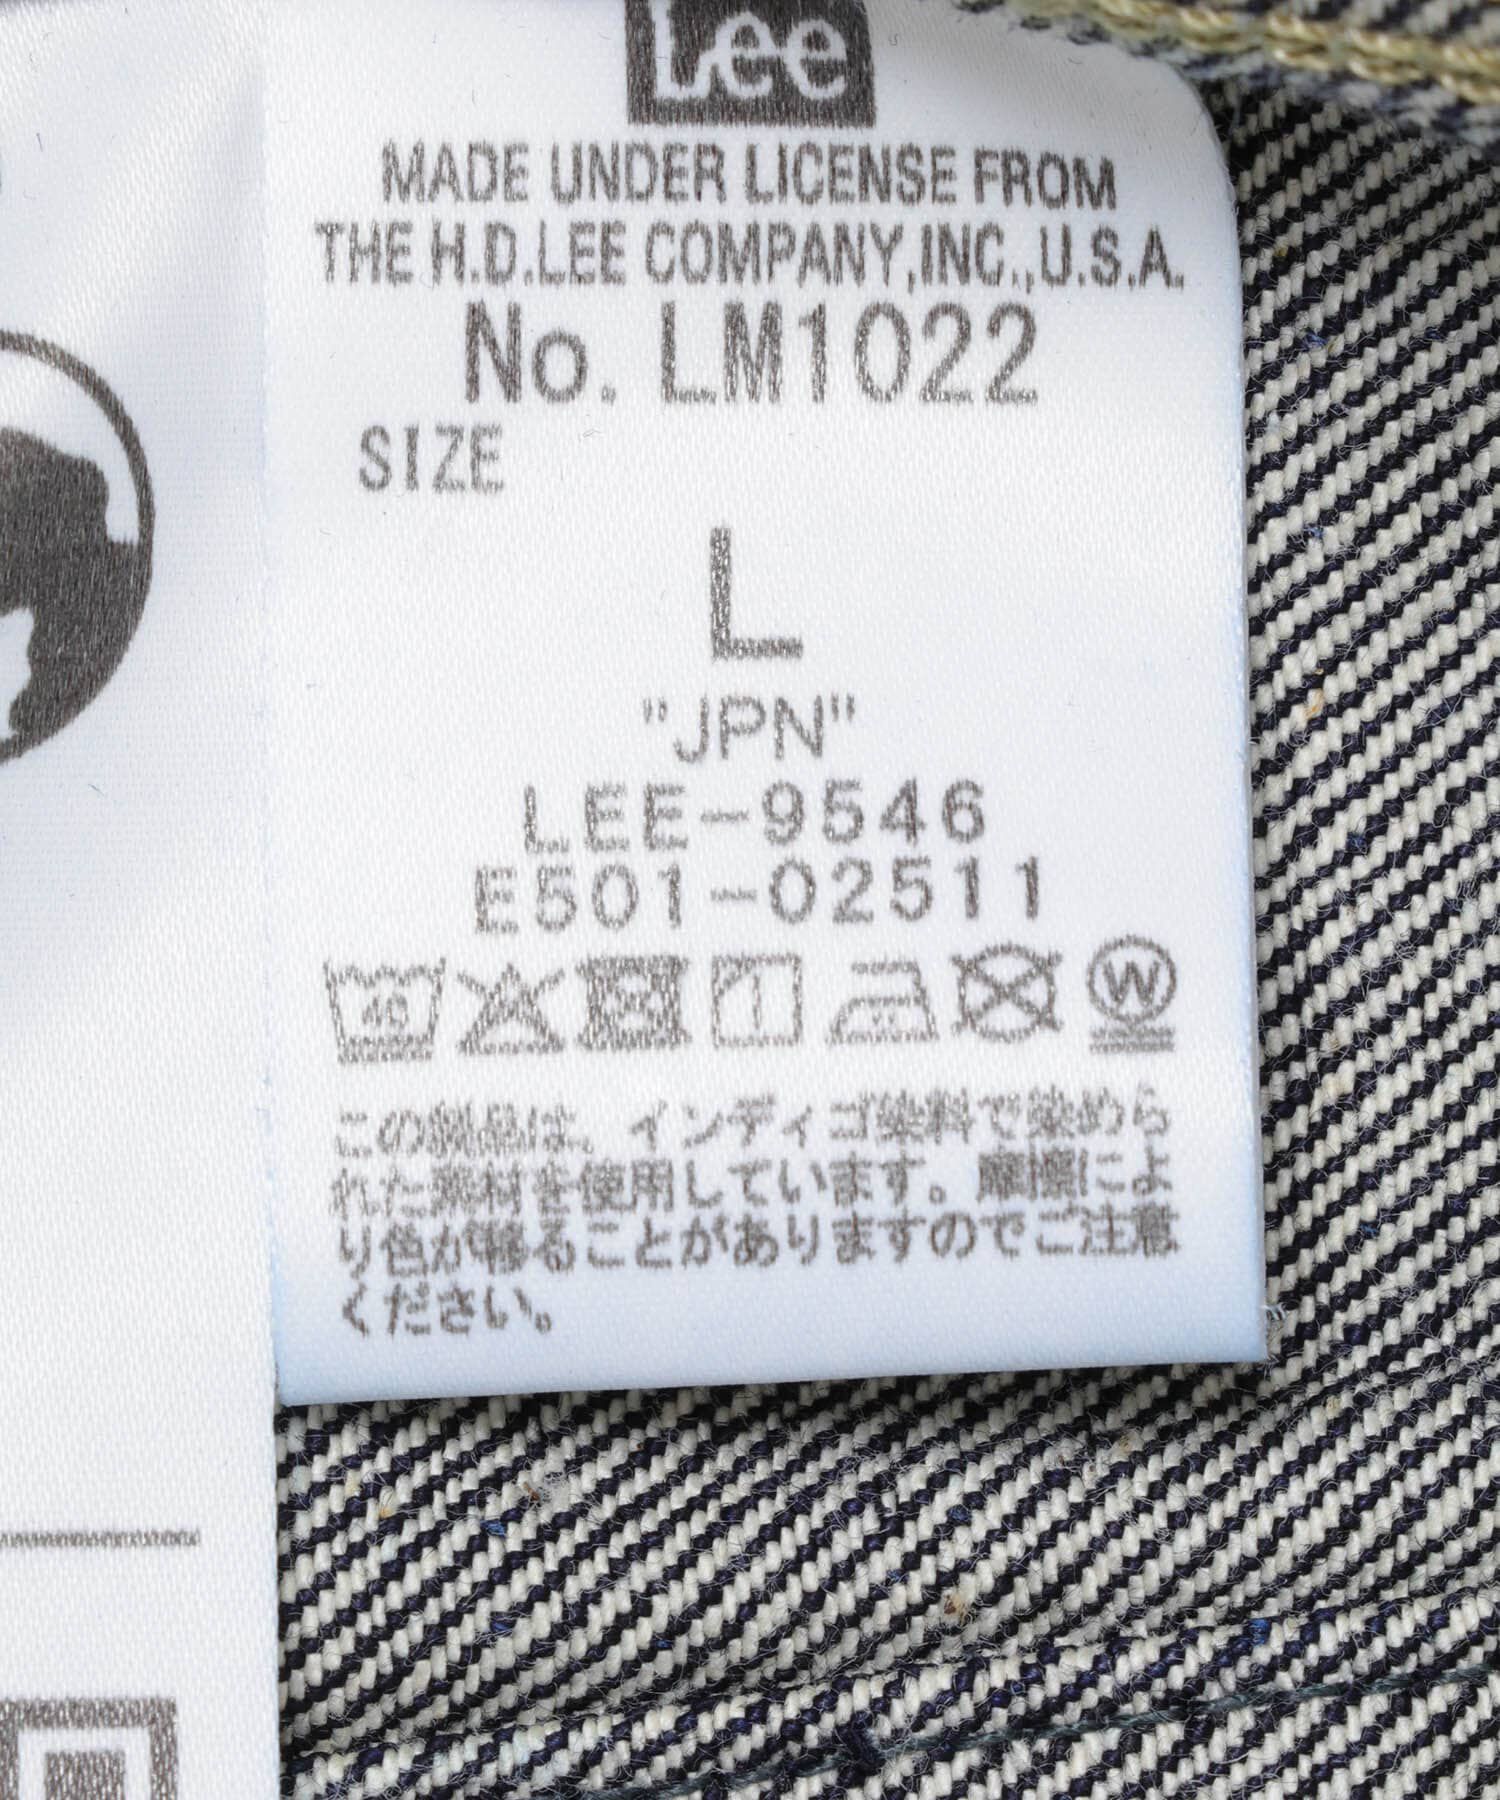 Lee
MADE UNDER LICENSE FROM
THE H.D.LEE COMPANY,INC.,U.S.A.
No. LM1022
SIZE
L
"JPN"
LEE-9546
E501-02511
40
W
この製品は、インディゴ染料で染めら
れた素材を使用しています。摩擦によ
り色が移ることがありますのでご注意
ください。